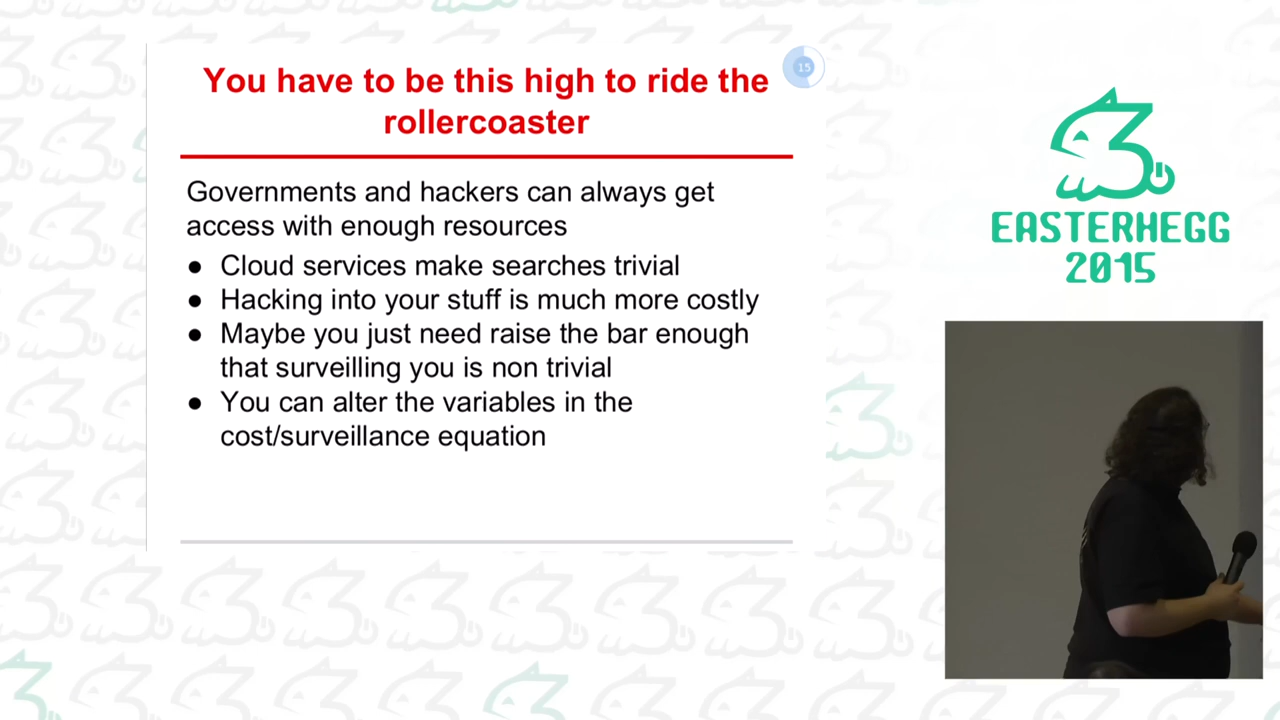 You have to be this high to ride the
rollercoaster
15
Governments and hackers can always get
access with enough resources
● Cloud services make searches trivial
● Hacking into your stuff is much more costly
● Maybe you just need raise the bar enough
that surveilling you is non trivial
● You can alter the variables in the
cost/surveillance equation
EASTERHEGG
2015